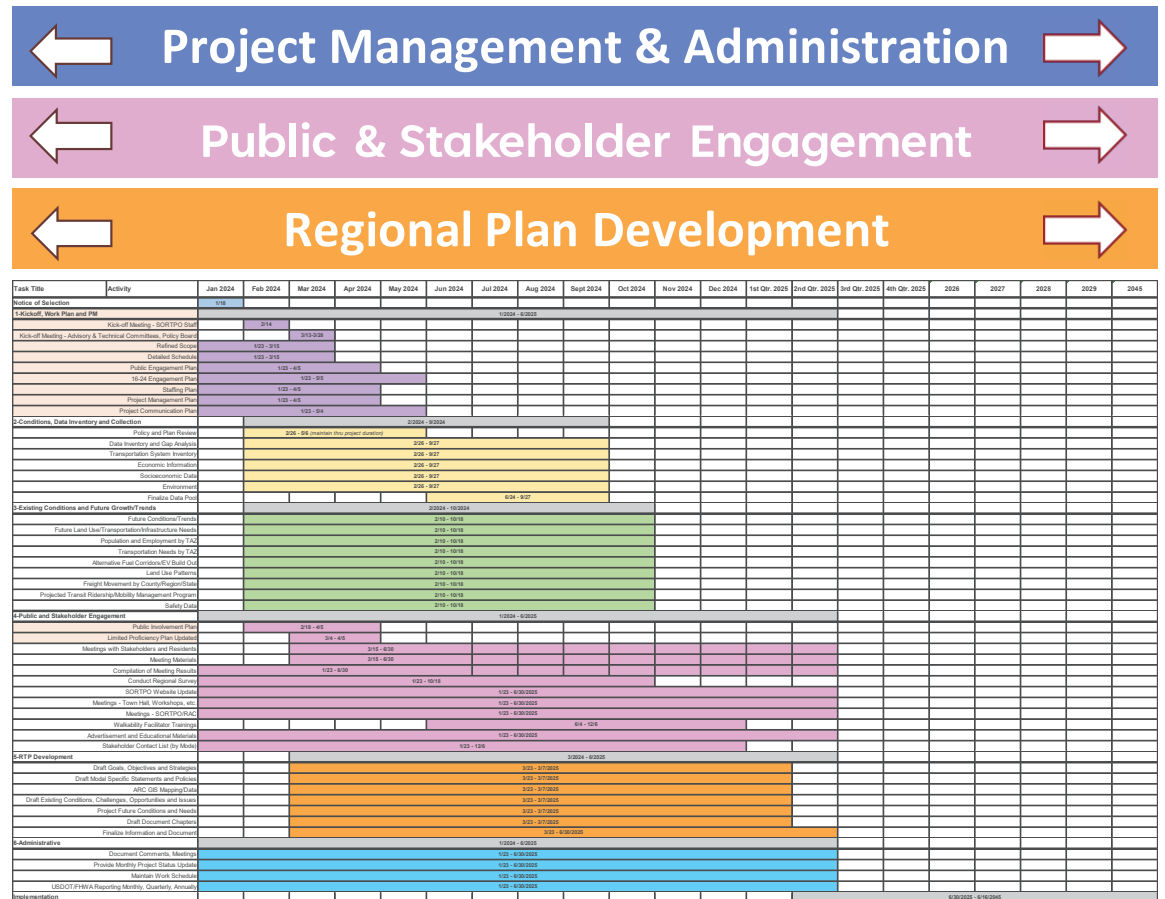 Project Management & Administration
Public & Stakeholder Engagement
Regional Plan Development
Task Title Activity Jan 2024 Feb 2024 Mar 2024 Apr 2024 May 2024 Jun 2024 Jul 2024 Aug 2024 Sept 2024 Oct 2024 Nov 2024 Dec 2024 1st Qtr. 2025 2nd Qtr. 2025 3rd Qtr. 2025 4th Qtr. 2025 2026 2027 2028 2029 2045
Notice of Selection 1/18
1-Kickoff, Work Plan and PM 1/2024 - 6/2025
Kick-off Meeting - SORTPO Staff 2/14
Kick-off Meeting - Advisory & Technical Committees, Policy Board 3/13-3/28
Refined Scope 1/23 - 3/15
Detailed Schedule 1/23 - 3/15
Public Engagement Plan 1/23 - 4/5
16-24 Engagement Plan 1/23 - 5/5
Staffing Plan 1/23 - 4/5
Project Management Plan 1/23 - 4/5
Project Communication Plan 1/23 - 5/4
2-Conditions, Data Inventory and Collection 2/2024 - 9/2024
Policy and Plan Review 2/26 - 5/6 (maintain thru project duration)
Data Inventory and Gap Analysis 2/26 - 9/27
Transportation System Inventory 2/26 - 9/27
Economic Information 2/26 - 9/27
Socioeconomic Data 2/26 - 9/27
Environment 2/26 - 9/27
Finalize Data Pool 6/24 - 9/27
3-Existing Conditions and Future Growth/Trends 2/2024 - 10/2024
Future Conditions/Trends 2/10 - 10/18
Future Land Use/Transportation/Infrastructure Needs 2/10 - 10/18
Population and Employment by TAZ 2/10 - 10/18
Transportation Needs by TAZ 2/10 - 10/18
Alternative Fuel Corridors/EV Build Out 2/10 - 10/18
Land Use Patterns 2/10 - 10/18
Freight Movement by County/Region/State 2/10 - 10/18
Projected Transit Ridership/Mobility Management Program 2/10 - 10/18
Safety Data 2/10 - 10/18
4-Public and Stakeholder Engagement 1/2024 - 6/2025
Public Involvement Plan 2/10 - 4/5
Limited Proficiency Plan Updated 3/4 - 4/5
Meetings with Stakeholders and Residents 3/15 - 6/30
Meeting Materials 3/15 - 6/30
Compilation of Meeting Results 1/23 - 6/30
Conduct Regional Survey 1/23 - 10/18
SORTPO Website Update 1/23 - 6/30/2025
Meetings - Town Hall, Workshops, etc. 1/23 - 6/30/2025
Meetings - SORTPO/RAC 1/23 - 6/30/2025
Walkability Facilitator Trainings 6/4 - 12/6
Advertisement and Educational Materials 1/23 - 6/30/2025
Stakeholder Contact List (by Mode) 1/23 - 12/6
5-RTP Development 3/2024 - 6/2025
Draft Goals, Objectives and Strategies 3/23 - 3/7/2025
Draft Modal Specific Statements and Policies 3/23 - 3/7/2025
ARC GIS Mapping/Data 3/23 - 3/7/2025
Draft Existing Conditions, Challenges, Opportunities and Issues 3/23 - 3/7/2025
Project Future Conditions and Needs 3/23 - 3/7/2025
Draft Document Chapters 3/23 - 3/7/2025
Finalize Information and Document 3/23 - 6/30/2025
6-Administrative 1/2024 - 6/2025
Document Comments, Meetings 1/23 - 6/30/2025
Provide Monthly Project Status Update 1/23 - 6/30/2025
Maintain Work Schedule 1/23 - 6/30/2025
USDOT/FHWA Reporting Monthly, Quarterly, Annually 1/23 - 6/30/2025
Implementation 6/30/2025 - 6/16/2045